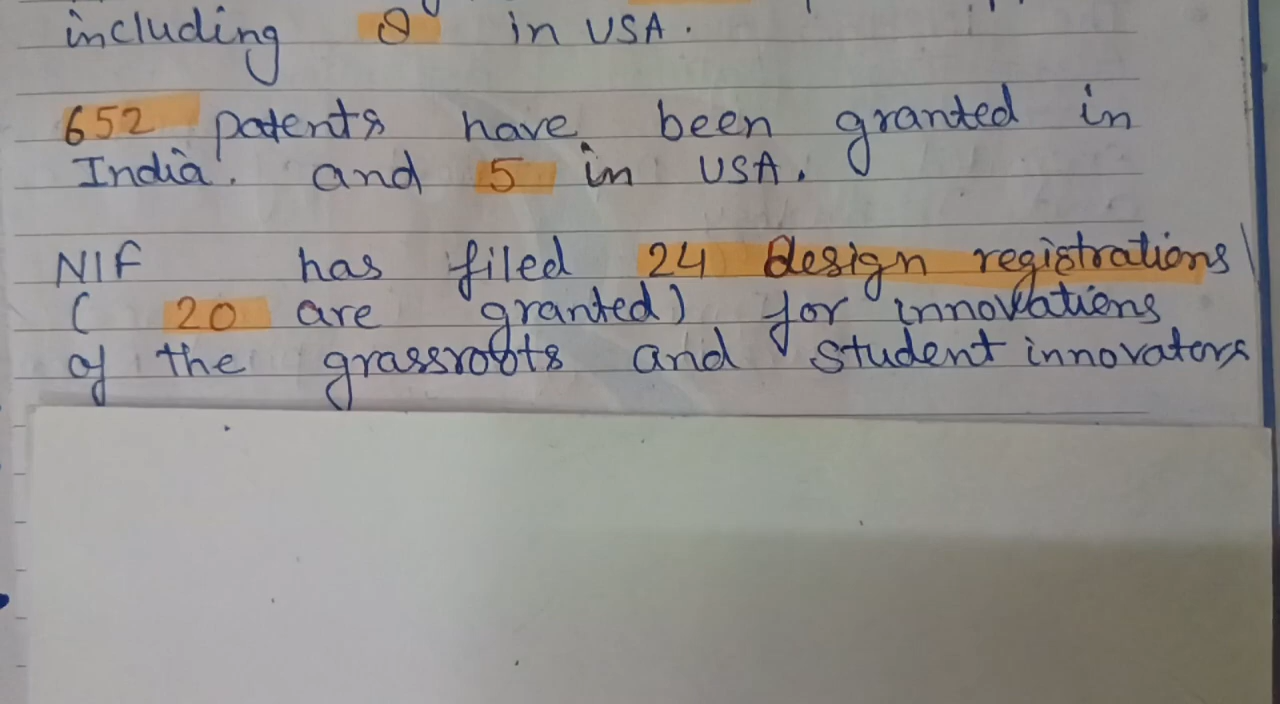 including 8 in USA.
652 patents have been granted in
India. and 5 in USA.
NIF has filed 24 design registrations
( 20 are granted) for innovations
of the grassroots and student innovators